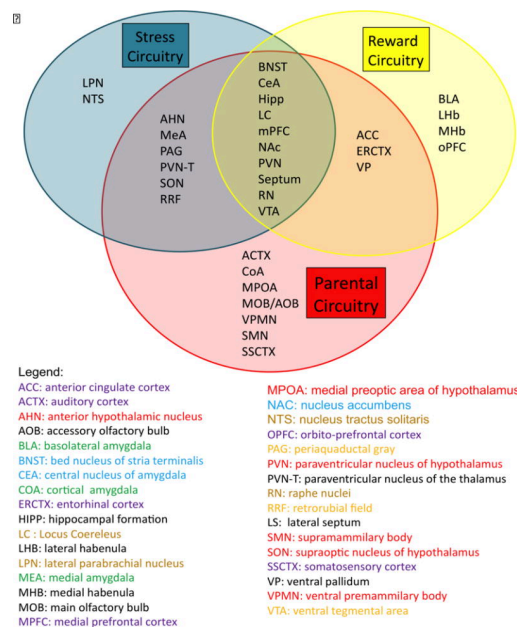 Stress
Circuitry
Reward
Circuitry
LPN
NTS
AHN
MeA
PAG
PVN-T
SON
RRF
BNST
CeA
Hipp
LC
mPFC
NAc
PVN
Septum
RN
VTA
ACC
ERCTX
VP
BLA
LHb
MHb
oPFC
ACTX
CoA
MPOA
MOB/AOB
VPMN
SMN
SSCTX
Parental
Circuitry
Legend:
ACC: anterior cingulate cortex
ACTX: auditory cortex
AHN: anterior hypothalamic nucleus
AOB: accessory olfactory bulb
BLA: basolateral amygdala
BNST: bed nucleus of stria terminalis
CEA: central nucleus of amygdala
COA: cortical amygdala
ERCTX: entorhinal cortex
HIPP: hippocampal formation
LC : Locus Coereleus
LHB: lateral habenula
LPN: lateral parabrachial nucleus
MEA: medial amygdala
MHB: medial habenula
MOB: main olfactory bulb
MPFC: medial prefrontal cortex
MPOA: medial preoptic area of hypothalamus
NAC: nucleus accumbens
NTS: nucleus tractus solitaris
OPFC: orbito-prefrontal cortex
PAG: periaquaductal gray
PVN: paraventricular nucleus of hypothalamus
PVN-T: paraventricular nucleus of the thalamus
RN: raphe nuclei
RRF: retrorubial field
LS: lateral septum
SMN: supramammilary body
SON: supraoptic nucleus of hypothalamus
SSCTX: somatosensory cortex
VP: ventral pallidum
VPMN: ventral premammilary body
VTA: ventral tegmental area